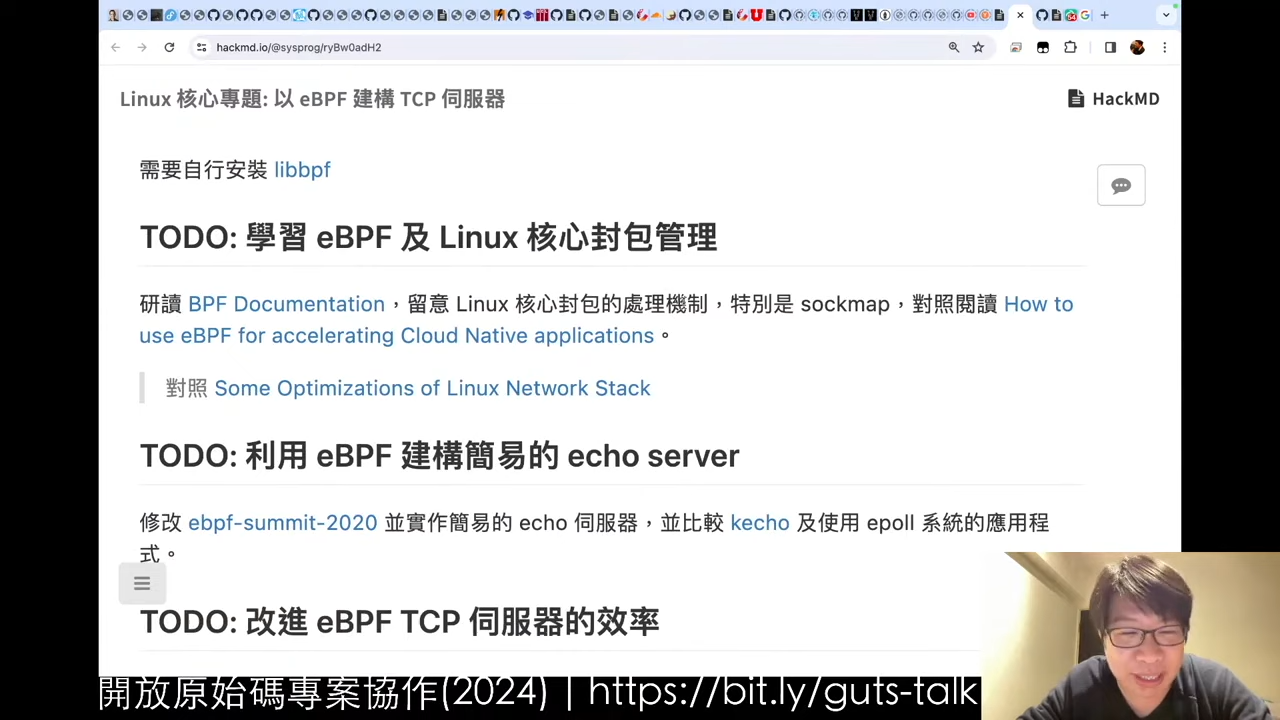 hackmd.io/@sysprog/ryBw0adH2
Linux 核心專題: 以 eBPF 建構 TCP 伺服器
HackMD
需要自行安裝 libbpf
TODO: 學習 eBPF 及 Linux 核心封包管理
研讀 BPF Documentation，留意 Linux 核心封包的處理機制，特別是 sockmap，對照閱讀 How to
use eBPF for accelerating Cloud Native applications。
對照 Some Optimizations of Linux Network Stack
TODO: 利用 eBPF 建構簡易的 echo server
修改 ebpf-summit-2020 並實作簡易的 echo 伺服器，並比較 kecho 及使用 epoll 系統的應用程
式。
TODO: 改進 eBPF TCP 伺服器的效率
開放原始碼專案協作(2024) | https://bit.ly/guts-talk